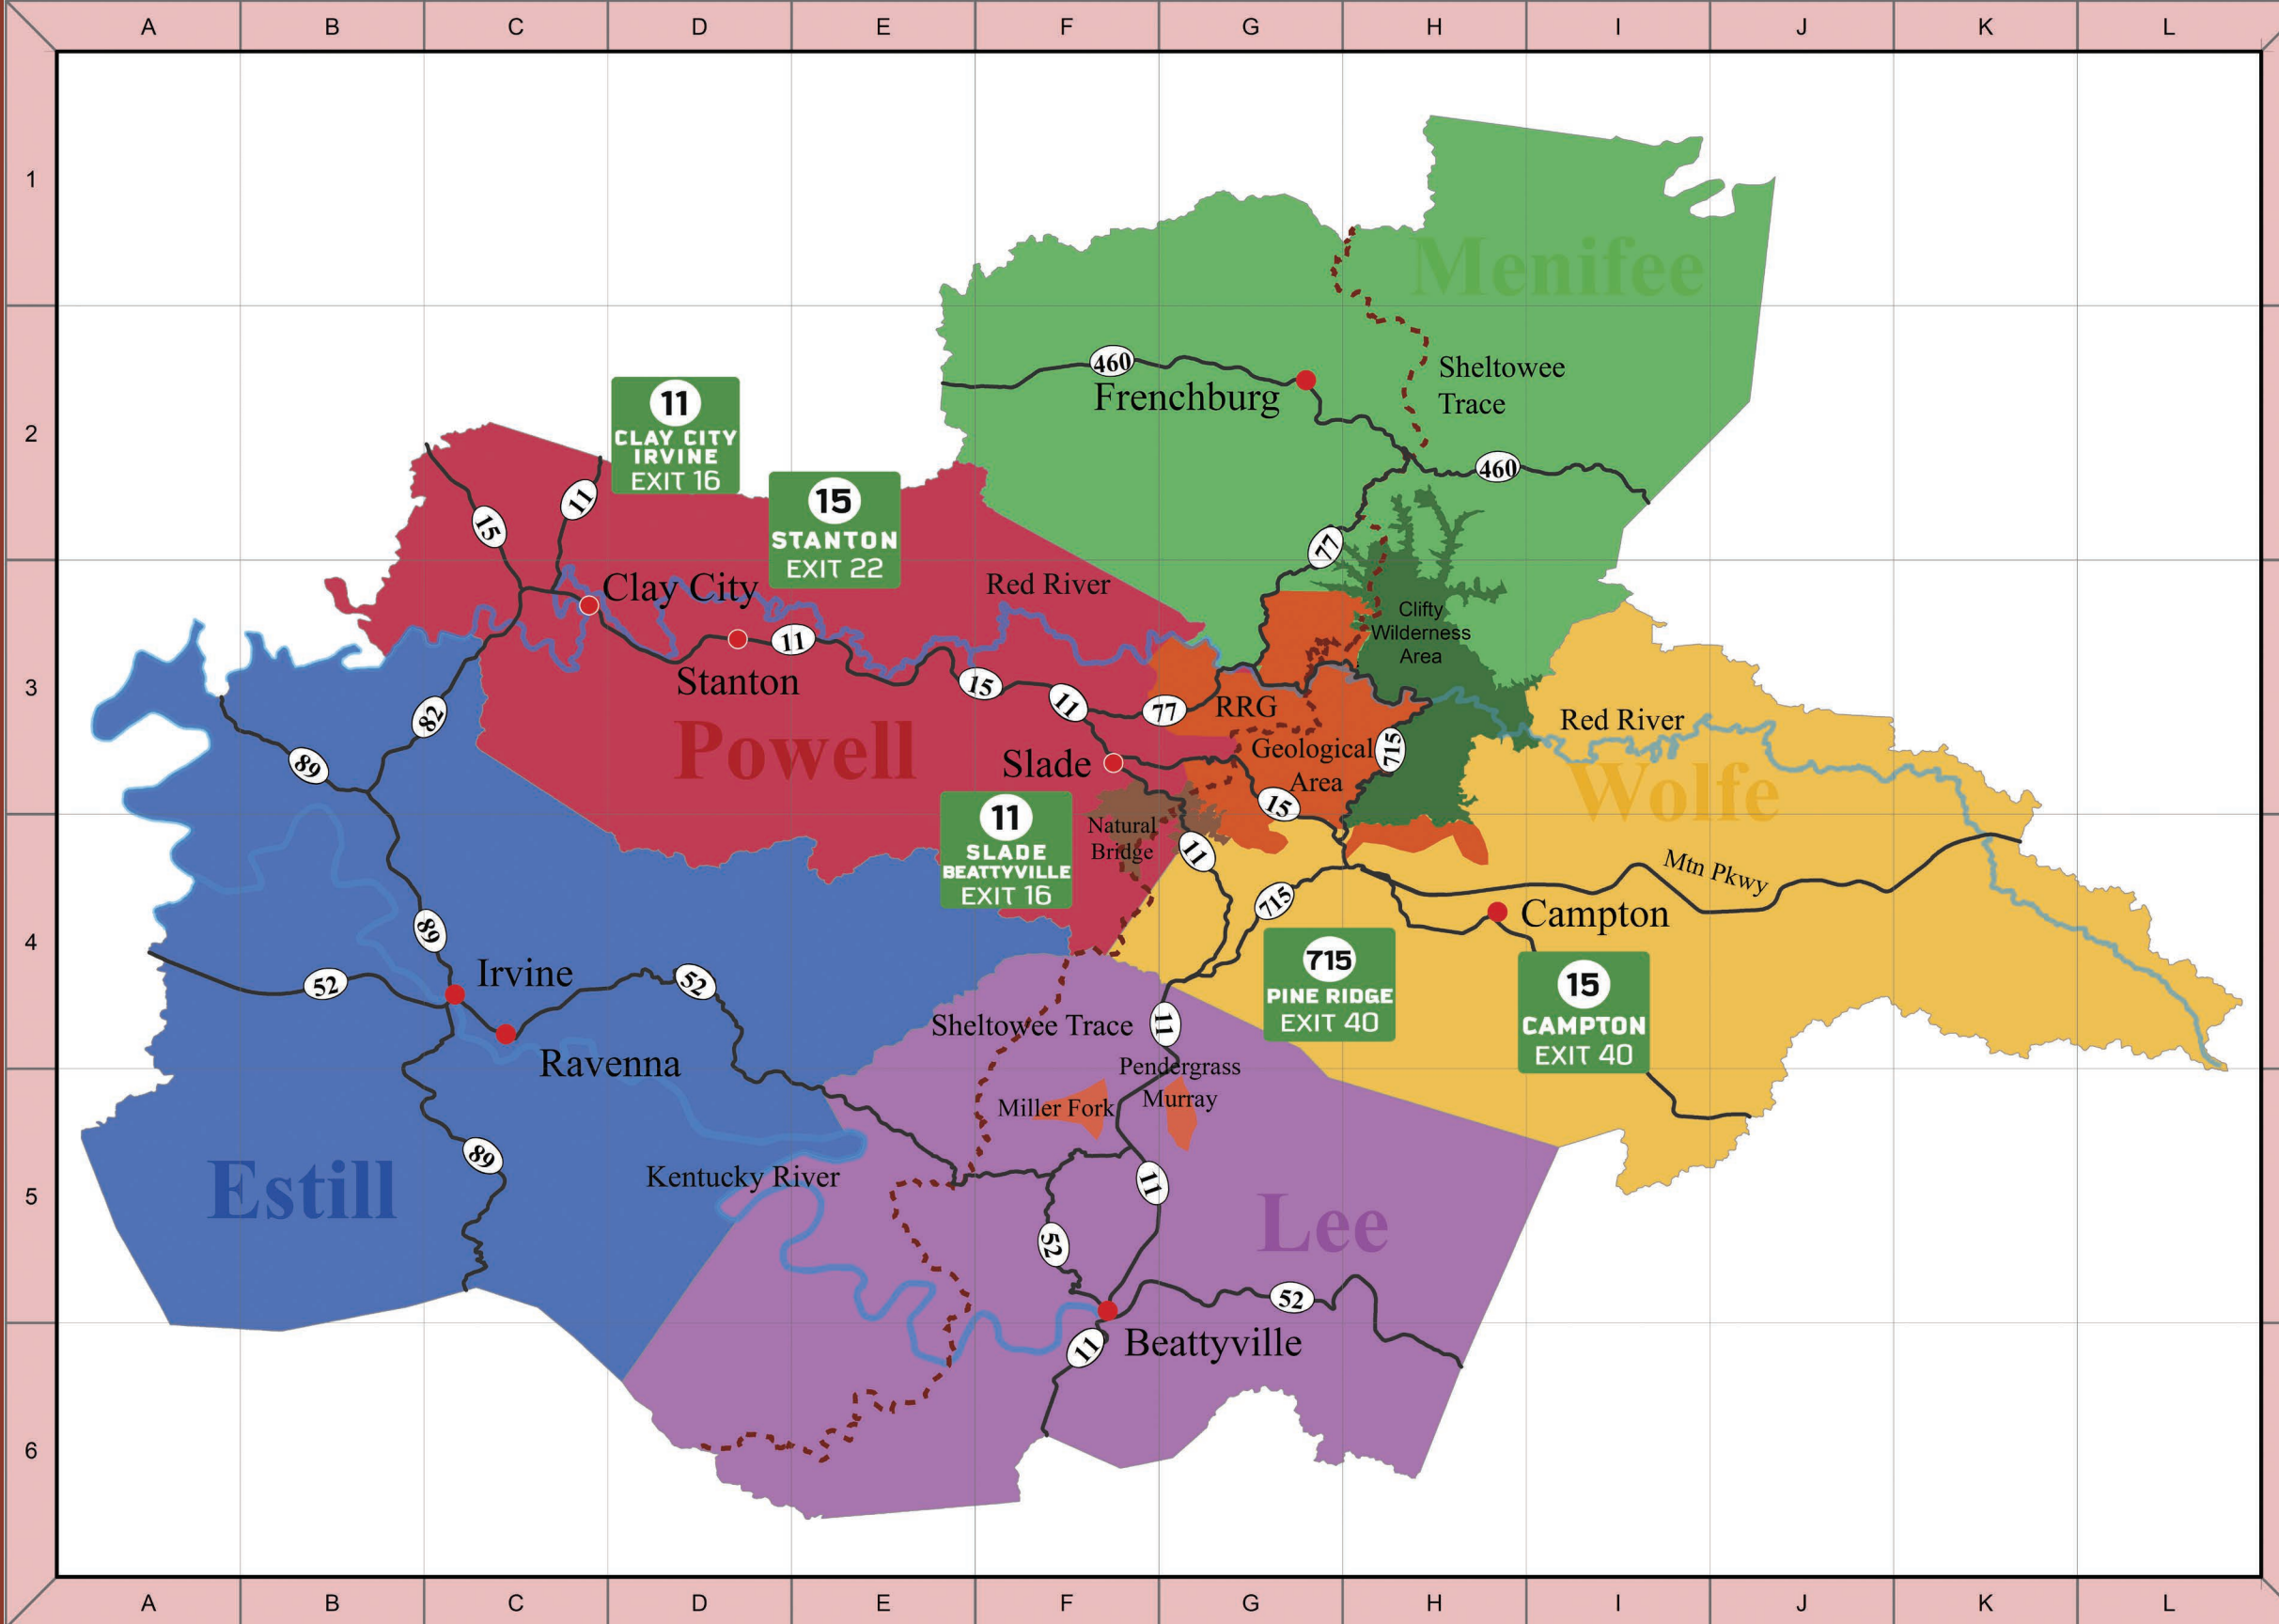 A B C D E F G H I J K L
1
Menifee
2
460
Frenchburg
Sheltowee
Trace
11
CLAY CITY
IRVINE
EXIT 16
460
15
11
15
STANTON
EXIT 22
77
3
Clay City
Red River
Clifty
Wilderness
Area
11
Stanton
15
11
77
RRG
Red River
82
Powell
Slade
Geological
Area
715
89
Wolfe
15
11
SLADE
BEATTYVILLE
EXIT 16
Natural
Bridge
11
Mtn Pkwy
4
89
715
Campton
Irvine
52
52
715
PINE RIDGE
EXIT 40
15
CAMPTON
EXIT 40
Sheltowee Trace
11
Ravenna
Pendergrass
Murray
Miller Fork
5
89
Estill
Kentucky River
11
Lee
52
52
11
Beattyville
6
A B C D E F G H I J K L